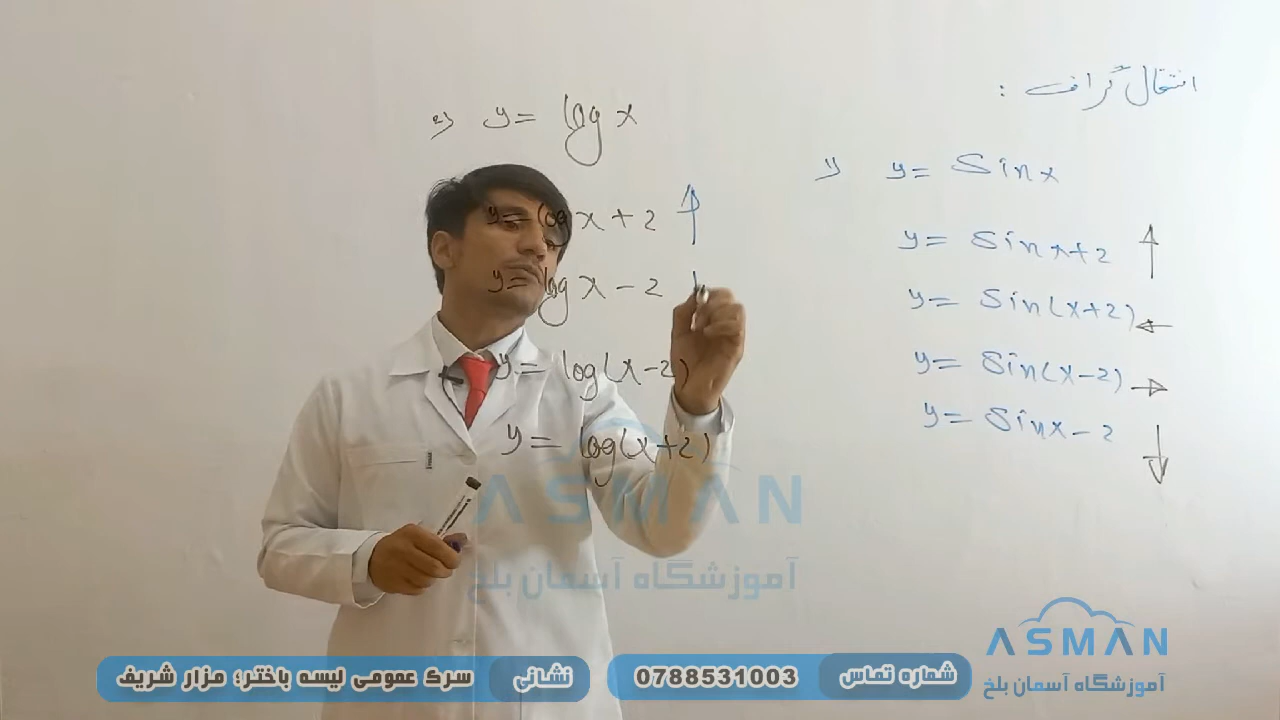 انتقال گراف :
1) y = Sin x
y = Sin x+2 ↑
y = Sin(x+2) ←
y = Sin(x-2) →
y = Sin x - 2 ↓
2) y = log x
y = log x + 2 ↑
y = log x - 2
y = log(x-2)
y = log(x+2)
ASMAN
آموزشگاه آسمان بلخ
ASMAN
آموزشگاه آسمان بلخ
شماره تماس 0788531003
نشانی سرک عمومی لیسه باختر؛ مزار شریف